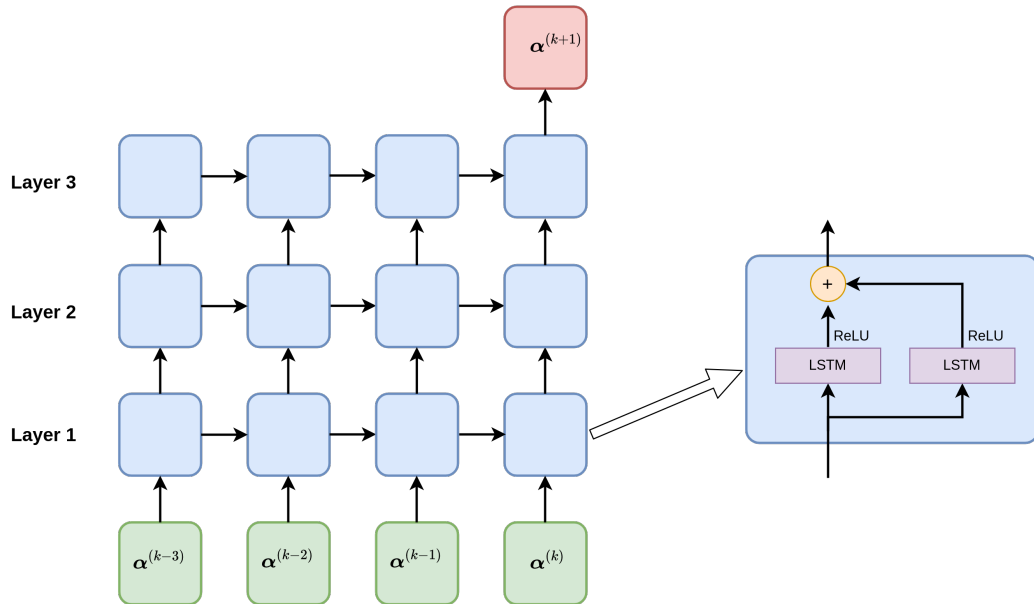 α^(k+1)
Layer 3
Layer 2
+
ReLU ReLU
LSTM LSTM
Layer 1
α^(k−3) α^(k−2) α^(k−1) α^(k)